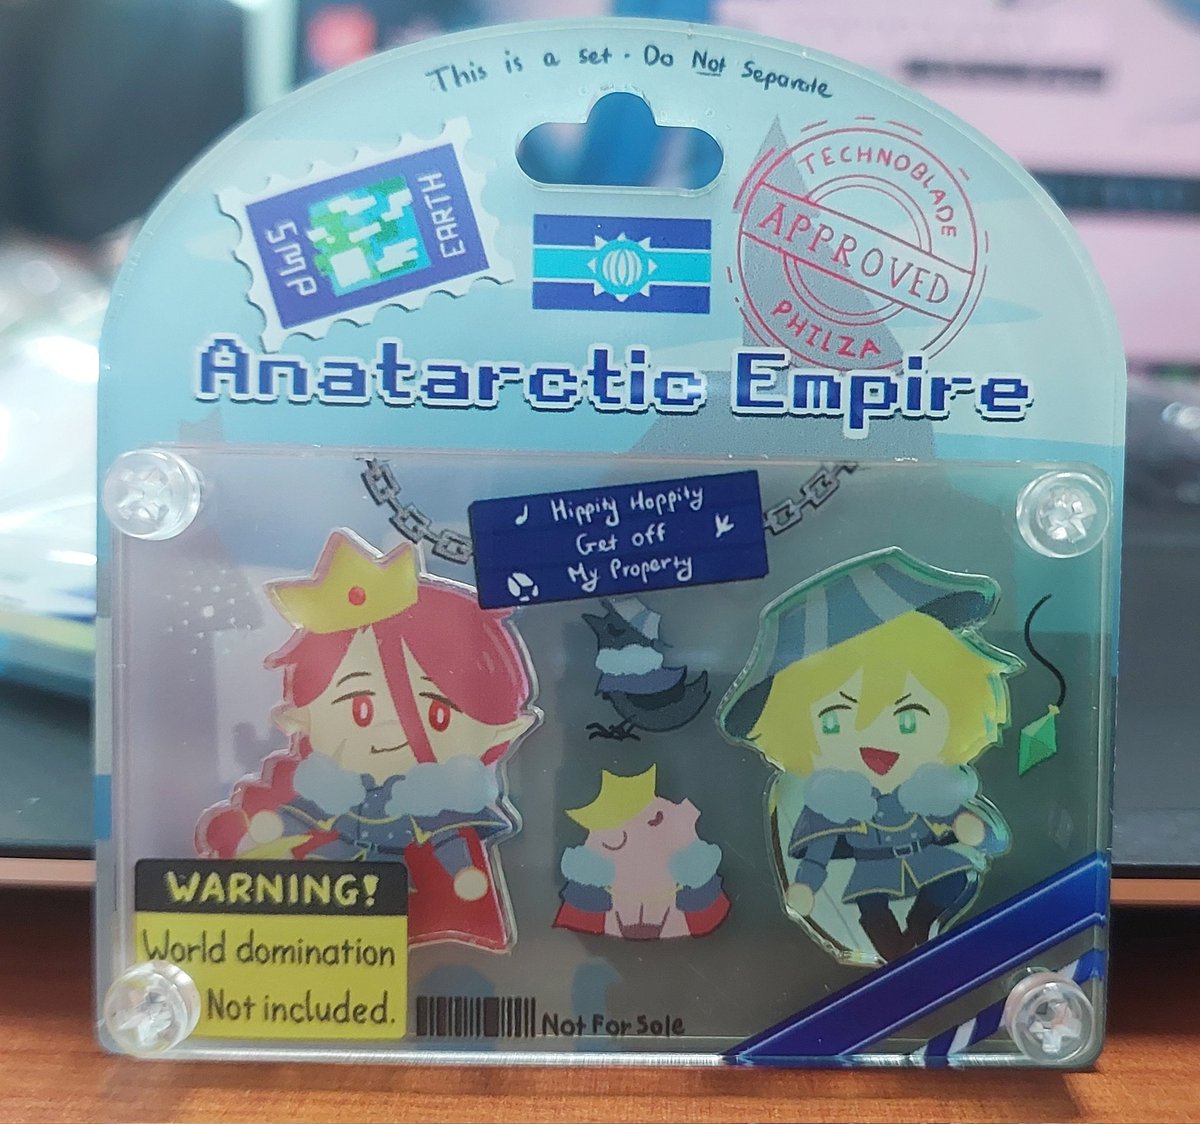 This is a set - Do Not Separate
SMP
EARTH
TECHNOBLADE
APPROVED
PHILZA
Anatarctic Empire
Hippity Hoppity
Get off
My Property
WARNING!
World domination
Not included.
Not For Sale